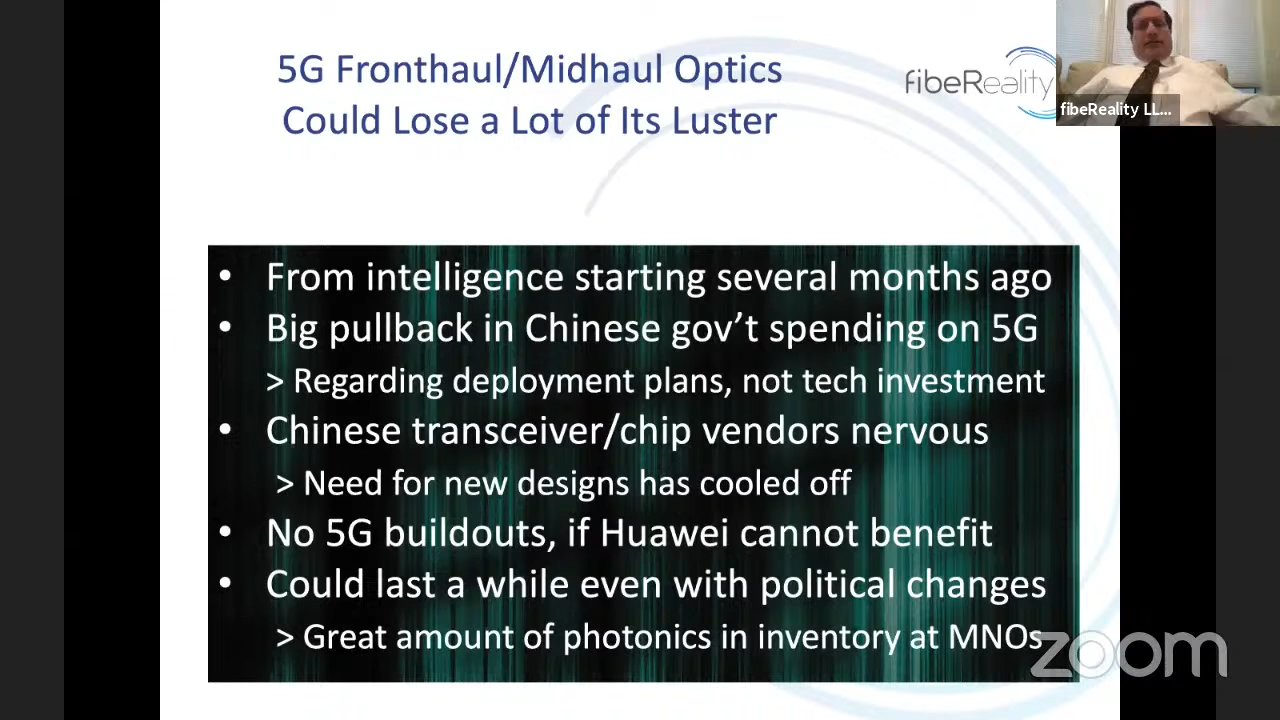 5G Fronthaul/Midhaul Optics
Could Lose a Lot of Its Luster
fibeReality
fibeReality LL...
• From intelligence starting several months ago
• Big pullback in Chinese gov’t spending on 5G
> Regarding deployment plans, not tech investment
• Chinese transceiver/chip vendors nervous
> Need for new designs has cooled off
• No 5G buildouts, if Huawei cannot benefit
• Could last a while even with political changes
> Great amount of photonics in inventory at MNOs
zoom